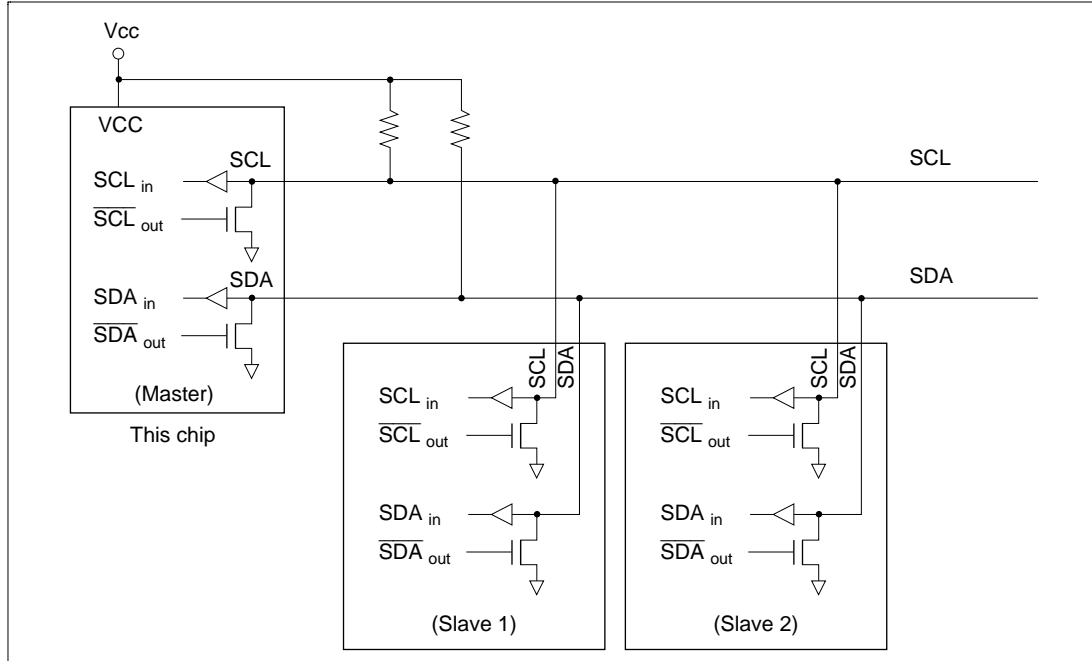 Vcc
VCC
SCL
SCL in
SCL out
SDA
SDA in
SDA out
(Master)
This chip
SCL
SDA
SCL
SDA
SCL in
SCL out
SDA in
SDA out
(Slave 1)
SCL
SDA
SCL in
SCL out
SDA in
SDA out
(Slave 2)